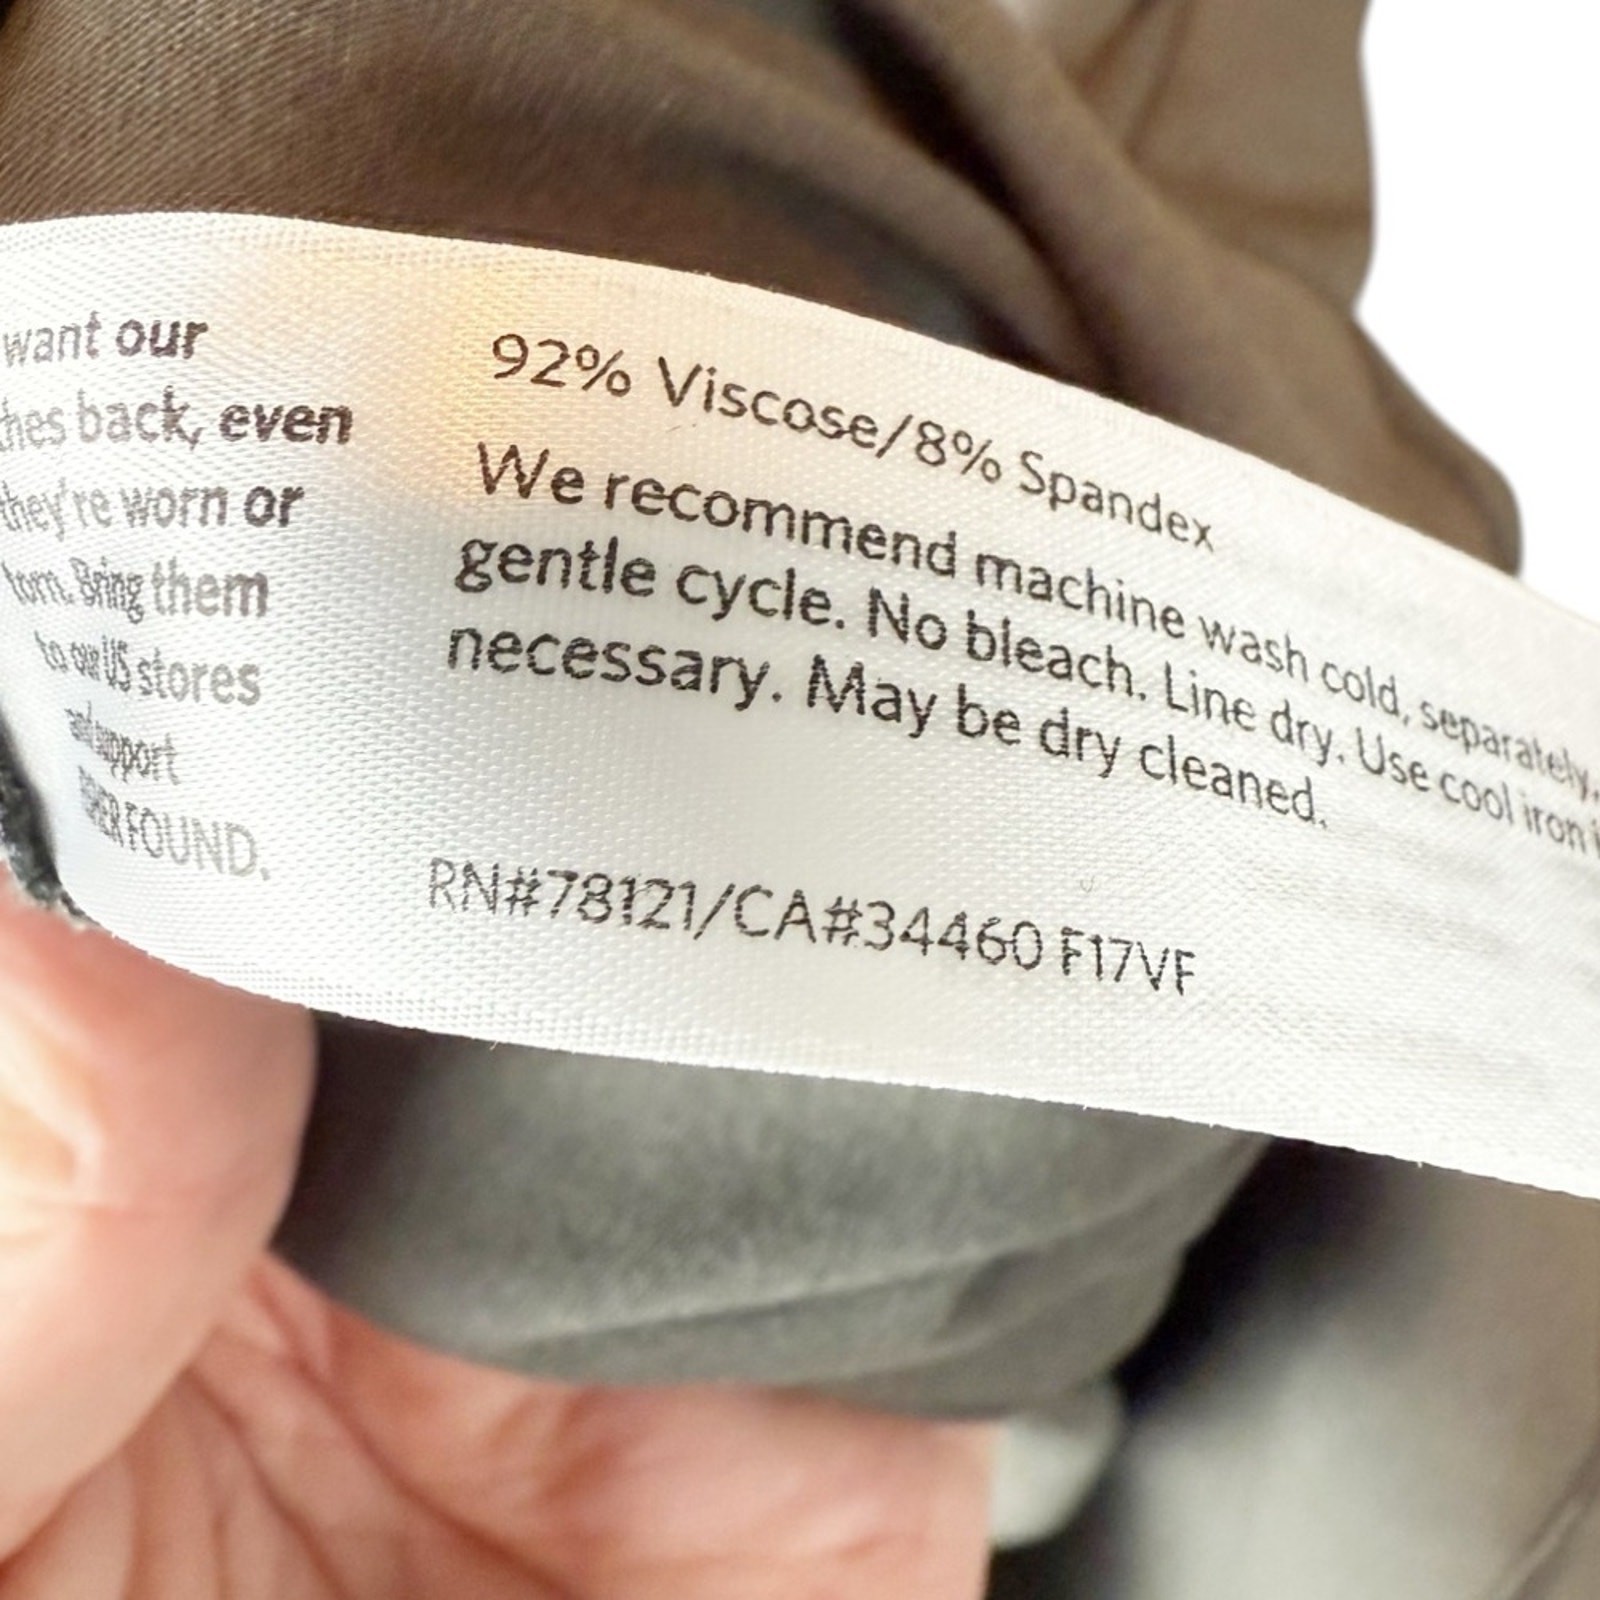 want our
thes back, even
they're worn or
torn. Bring them
to our US stores
and support
FISHER FOUND.
92% Viscose/8% Spandex
We recommend machine wash cold, separately,
gentle cycle. No bleach. Line dry. Use cool iron
necessary. May be dry cleaned.
RN#78121/CA#34460 F17VF